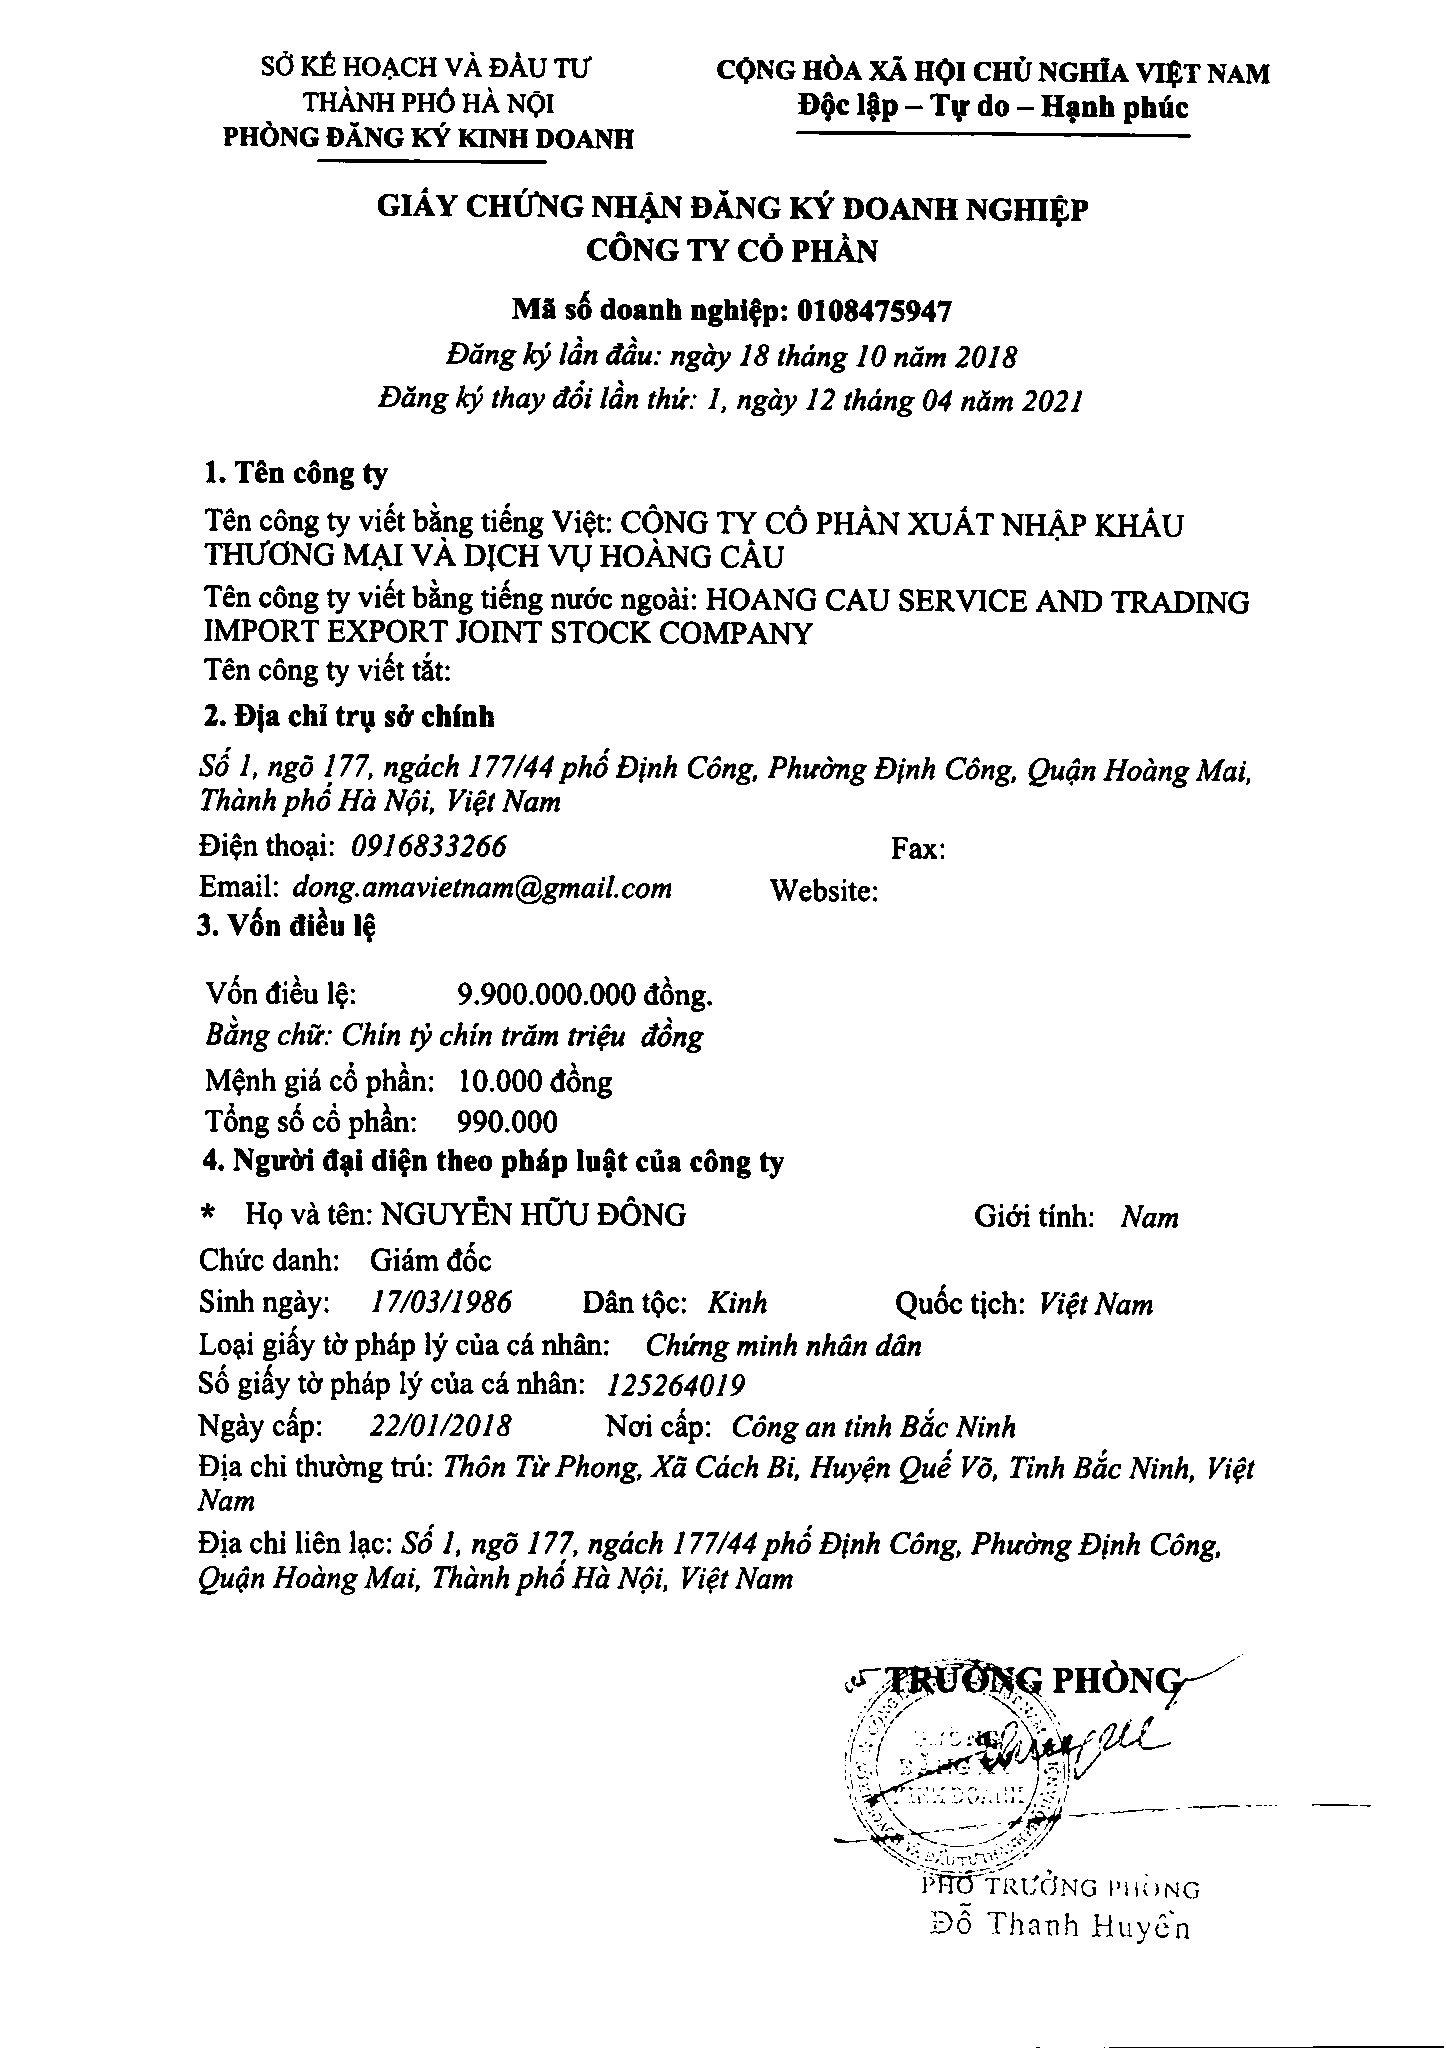 SỞ KẾ HOẠCH VÀ ĐẦU TƯ
THÀNH PHỐ HÀ NỘI
PHÒNG ĐĂNG KÝ KINH DOANH
CỘNG HÒA XÃ HỘI CHỦ NGHĨA VIỆT NAM
Độc lập – Tự do – Hạnh phúc
GIẤY CHỨNG NHẬN ĐĂNG KÝ DOANH NGHIỆP
CÔNG TY CỔ PHẦN
Mã số doanh nghiệp: 0108475947
Đăng ký lần đầu: ngày 18 tháng 10 năm 2018
Đăng ký thay đổi lần thứ: 1, ngày 12 tháng 04 năm 2021
1. Tên công ty
Tên công ty viết bằng tiếng Việt: CÔNG TY CỔ PHẦN XUẤT NHẬP KHẨU
THƯƠNG MẠI VÀ DỊCH VỤ HOÀNG CẦU
Tên công ty viết bằng tiếng nước ngoài: HOANG CAU SERVICE AND TRADING
IMPORT EXPORT JOINT STOCK COMPANY
Tên công ty viết tắt:
2. Địa chỉ trụ sở chính
Số 1, ngõ 177, ngách 177/44 phố Định Công, Phường Định Công, Quận Hoàng Mai,
Thành phố Hà Nội, Việt Nam
Điện thoại: 0916833266 Fax:
Email: dong.amavietnam@gmail.com Website:
3. Vốn điều lệ
Vốn điều lệ: 9.900.000.000 đồng.
Bằng chữ: Chín tỷ chín trăm triệu đồng
Mệnh giá cổ phần: 10.000 đồng
Tổng số cổ phần: 990.000
4. Người đại diện theo pháp luật của công ty
* Họ và tên: NGUYỄN HỮU ĐÔNG Giới tính: Nam
Chức danh: Giám đốc
Sinh ngày: 17/03/1986 Dân tộc: Kinh Quốc tịch: Việt Nam
Loại giấy tờ pháp lý của cá nhân: Chứng minh nhân dân
Số giấy tờ pháp lý của cá nhân: 125264019
Ngày cấp: 22/01/2018 Nơi cấp: Công an tỉnh Bắc Ninh
Địa chỉ thường trú: Thôn Từ Phong, Xã Cách Bi, Huyện Quế Võ, Tỉnh Bắc Ninh, Việt
Nam
Địa chỉ liên lạc: Số 1, ngõ 177, ngách 177/44 phố Định Công, Phường Định Công,
Quận Hoàng Mai, Thành phố Hà Nội, Việt Nam
TRƯỞNG PHÒNG
PHÒNG
ĐĂNG KÝ
KINH DOANH
PHÓ TRƯỞNG PHÒNG
Đỗ Thanh Huyền